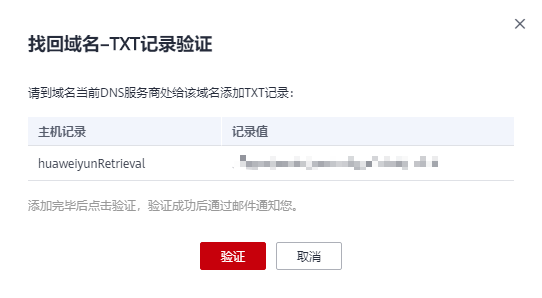 找回域名–TXT记录验证
请到域名当前DNS服务商处给该域名添加TXT记录：
主机记录 记录值
huaweiyunRetrieval
添加完毕后点击验证，验证成功后通过邮件通知您。
验证 取消